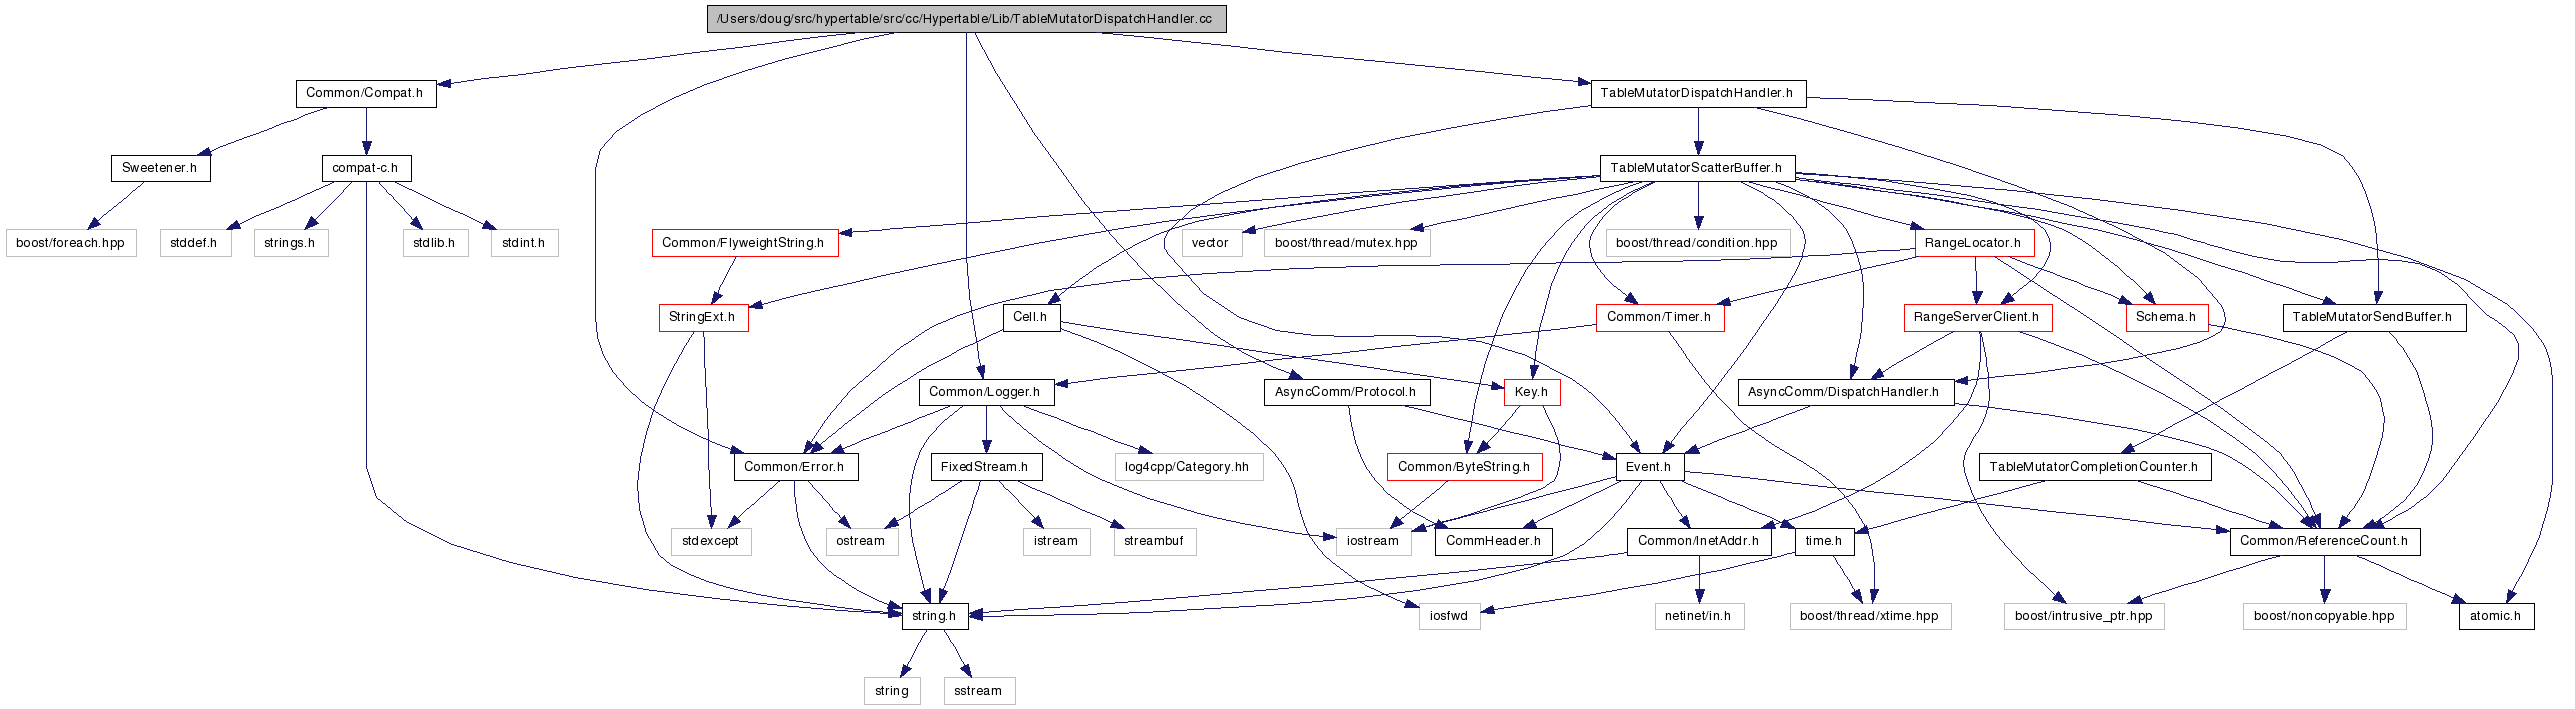 /Users/doug/src/hypertable/src/cc/Hypertable/Lib/TableMutatorDispatchHandler.cc
Common/Compat.h
TableMutatorDispatchHandler.h
Sweetener.h
compat-c.h
TableMutatorScatterBuffer.h
boost/foreach.hpp
stddef.h
strings.h
stdlib.h
stdint.h
Common/FlyweightString.h
vector
boost/thread/mutex.hpp
boost/thread/condition.hpp
RangeLocator.h
StringExt.h
Cell.h
Common/Timer.h
RangeServerClient.h
Schema.h
TableMutatorSendBuffer.h
Common/Logger.h
AsyncComm/Protocol.h
Key.h
AsyncComm/DispatchHandler.h
Common/Error.h
FixedStream.h
log4cpp/Category.hh
Common/ByteString.h
Event.h
TableMutatorCompletionCounter.h
stdexcept
ostream
istream
streambuf
iostream
CommHeader.h
Common/InetAddr.h
time.h
Common/ReferenceCount.h
string.h
iosfwd
netinet/in.h
boost/thread/xtime.hpp
boost/intrusive_ptr.hpp
boost/noncopyable.hpp
atomic.h
string
sstream